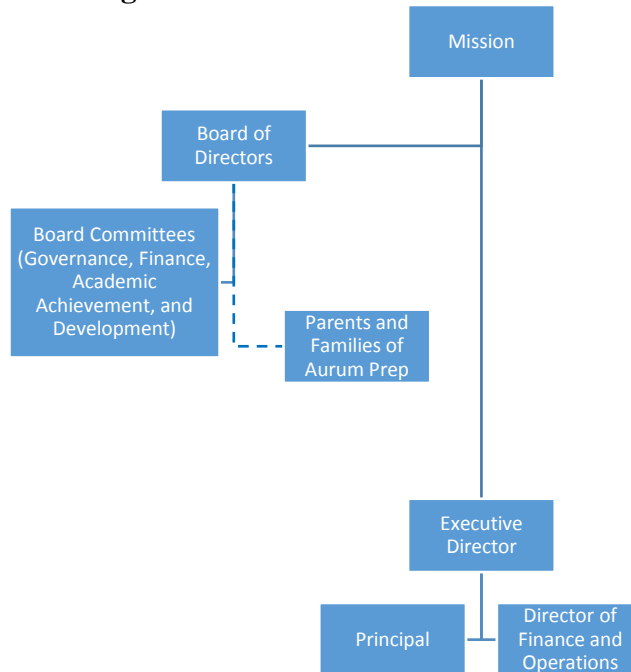 Mission
Board of
Directors
Board Committees
(Governance, Finance,
Academic
Achievement, and
Development)
Parents and
Families of
Aurum Prep
Executive
Director
Principal
Director of
Finance and
Operations